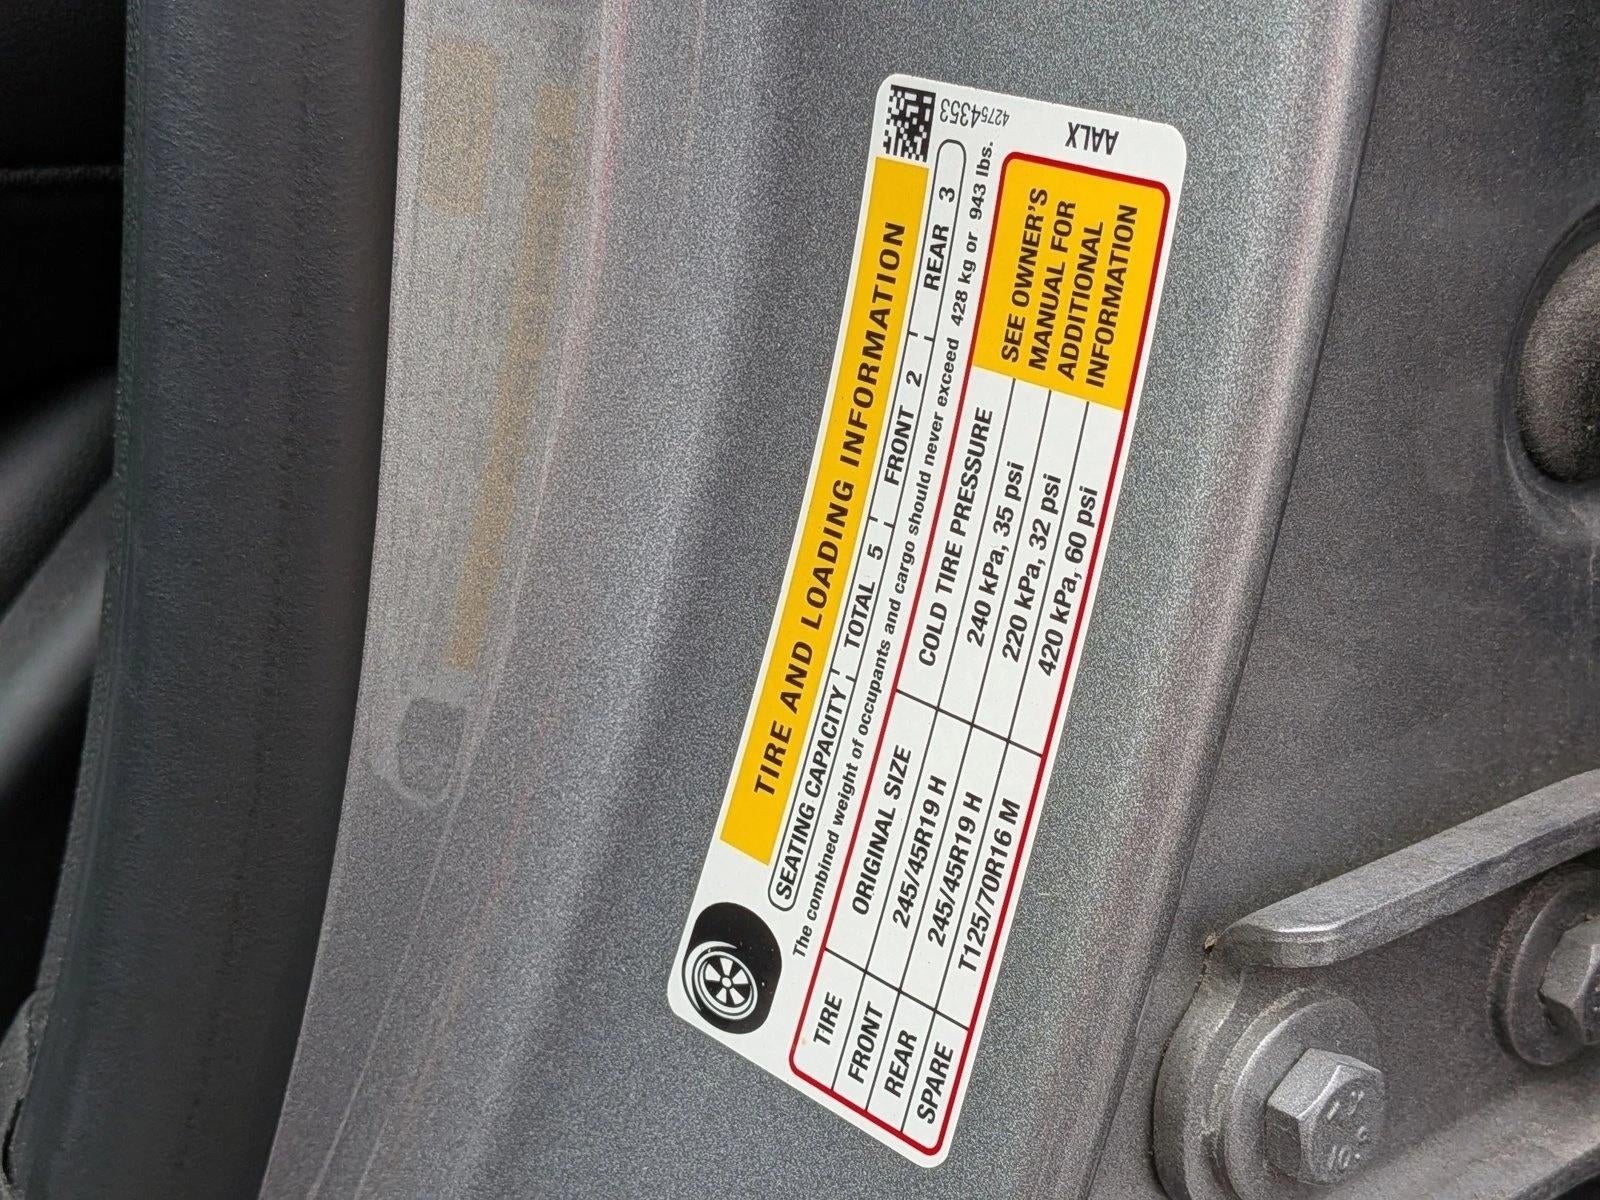 TIRE AND LOADING INFORMATION
SEATING CAPACITY TOTAL 5 FRONT 2 REAR 3
The combined weight of occupants and cargo should never exceed 428 kg or 943 lbs.
TIRE ORIGINAL SIZE COLD TIRE PRESSURE
FRONT 245/45R19 H 240 kPa, 35 psi
REAR 245/45R19 H 220 kPa, 32 psi
SPARE T125/70R16 M 420 kPa, 60 psi
SEE OWNER'S
MANUAL FOR
ADDITIONAL
INFORMATION
42754353
AALX